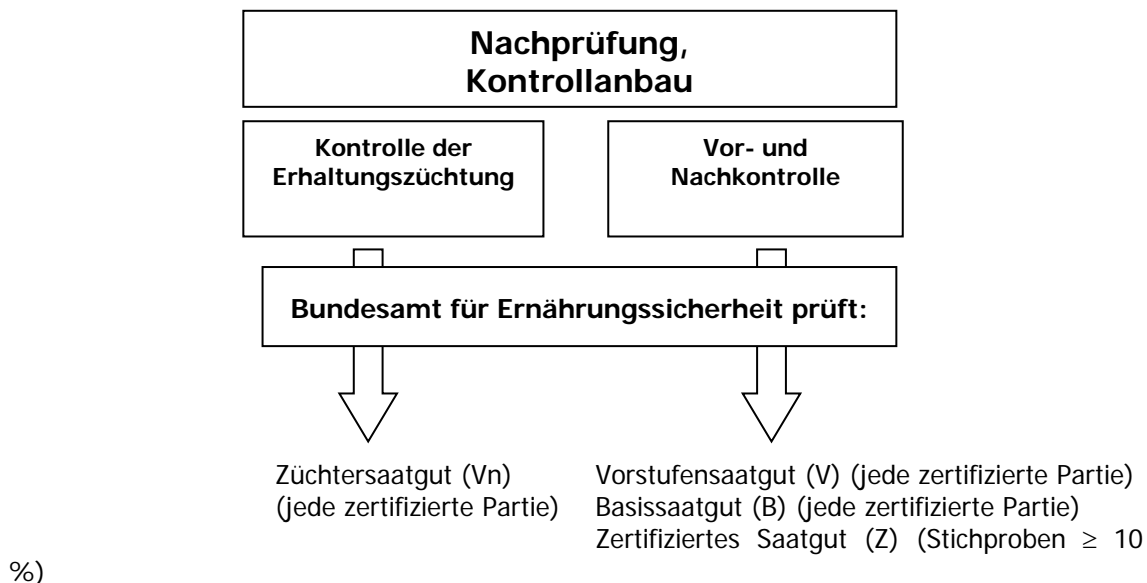 Nachprüfung,
Kontrollanbau
Kontrolle der
Erhaltungszüchtung
Vor- und
Nachkontrolle
Bundesamt für Ernährungssicherheit prüft:
Züchtersaatgut (Vn)
(jede zertifizierte Partie)
Vorstufensaatgut (V) (jede zertifizierte Partie)
Basissaatgut (B) (jede zertifizierte Partie)
Zertifiziertes Saatgut (Z) (Stichproben ≥ 10
%)